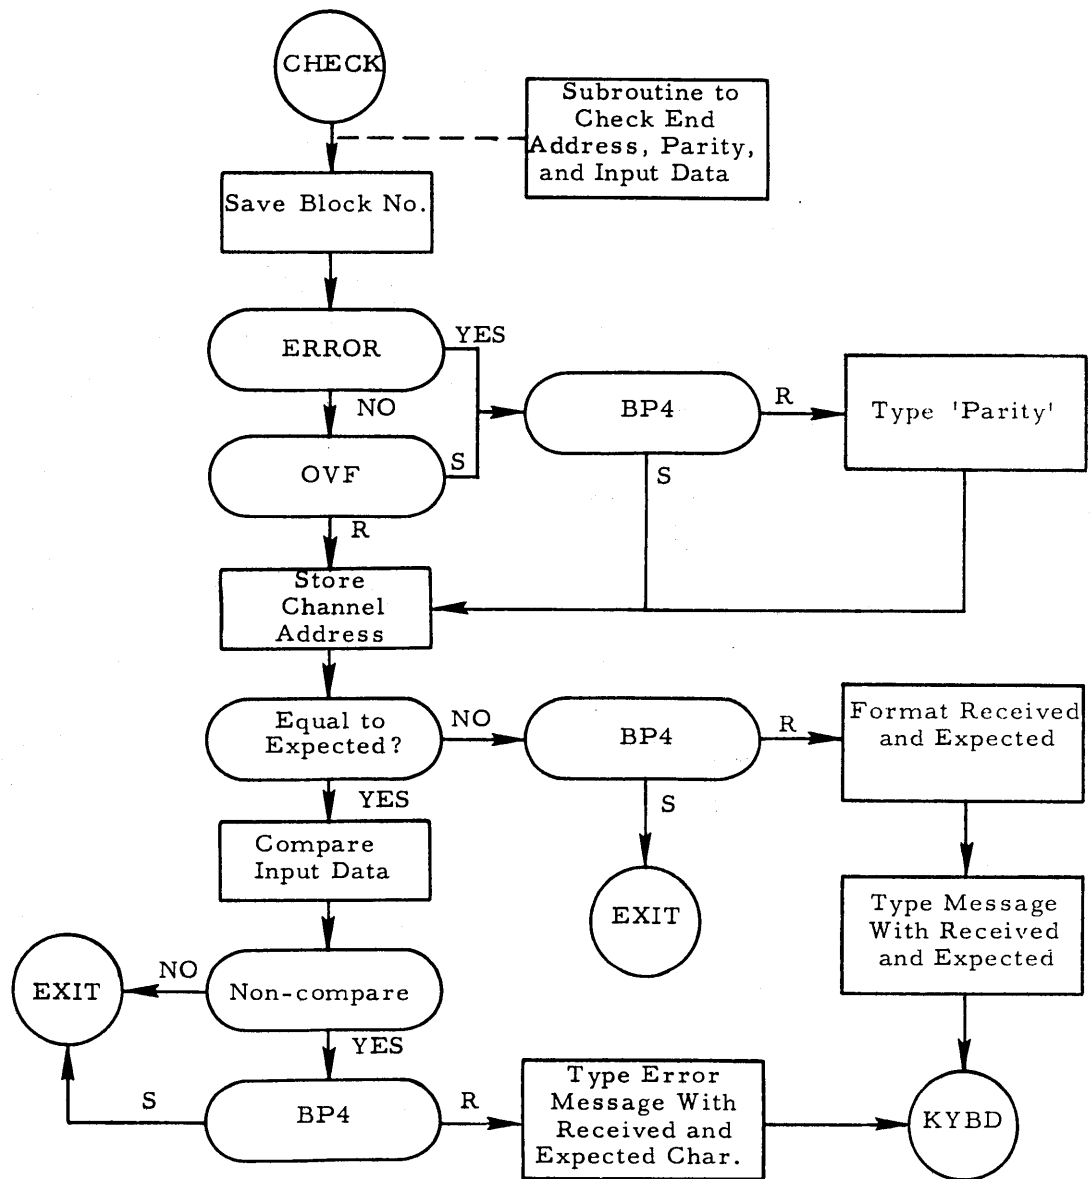 CHECK
Subroutine to
Check End
Address, Parity,
and Input Data
Save Block No.
ERROR
YES
NO
BP4
R
Type 'Parity'
OVF
S
S
R
Store
Channel
Address
Equal to
Expected?
NO
BP4
R
Format Received
and Expected
YES
S
Compare
Input Data
EXIT
Type Message
With Received
and Expected
EXIT
NO
Non-compare
YES
S
BP4
R
Type Error
Message With
Received and
Expected Char.
KYBD